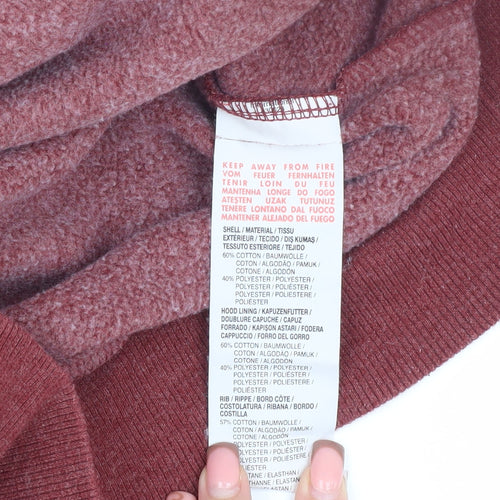 KEEP AWAY FROM FIRE
VOM FEUER FERNHALTEN
TENIR LOIN DU FEU
MANTENHA LONGE DO FOGO
ATEŞTEN UZAK TUTUNUZ
TENERE LONTANO DAL FUOCO
MANTENER ALEJADO DEL FUEGO
SHELL / MATERIAL / TISSU
EXTÉRIEUR / TECIDO / DIŞ KUMAŞ /
TESSUTO ESTERIORE / TEJIDO
60% COTTON / BAUMWOLLE /
COTON / ALGODÃO / PAMUK /
COTONE / ALGODÓN
40% POLYESTER / POLYESTER /
POLYESTER / POLIÉSTER /
POLYESTER / POLIESTERE /
POLIÉSTER
HOOD LINING / KAPUZENFUTTER /
DOUBLURE CAPUCHE / CAPUZ
FORRADO / KAPİSON ASTARI / FODERA
CAPPUCCIO / FORRO DEL GORRO
60% COTTON / BAUMWOLLE /
COTON / ALGODÃO / PAMUK /
COTONE / ALGODÓN
40% POLYESTER / POLYESTER /
POLYESTER / POLIÉSTER /
POLYESTER / POLIESTERE /
POLIÉSTER
RIB / RIPPE / BORD CÔTE /
COSTOLATURA / RIBANA / BORDO /
COSTILLA
57% COTTON / BAUMWOLLE /
COTON / ALGODÃO / PAMUK /
COTONE / ALGODÓN
POLYESTER /
ELASTHAN /